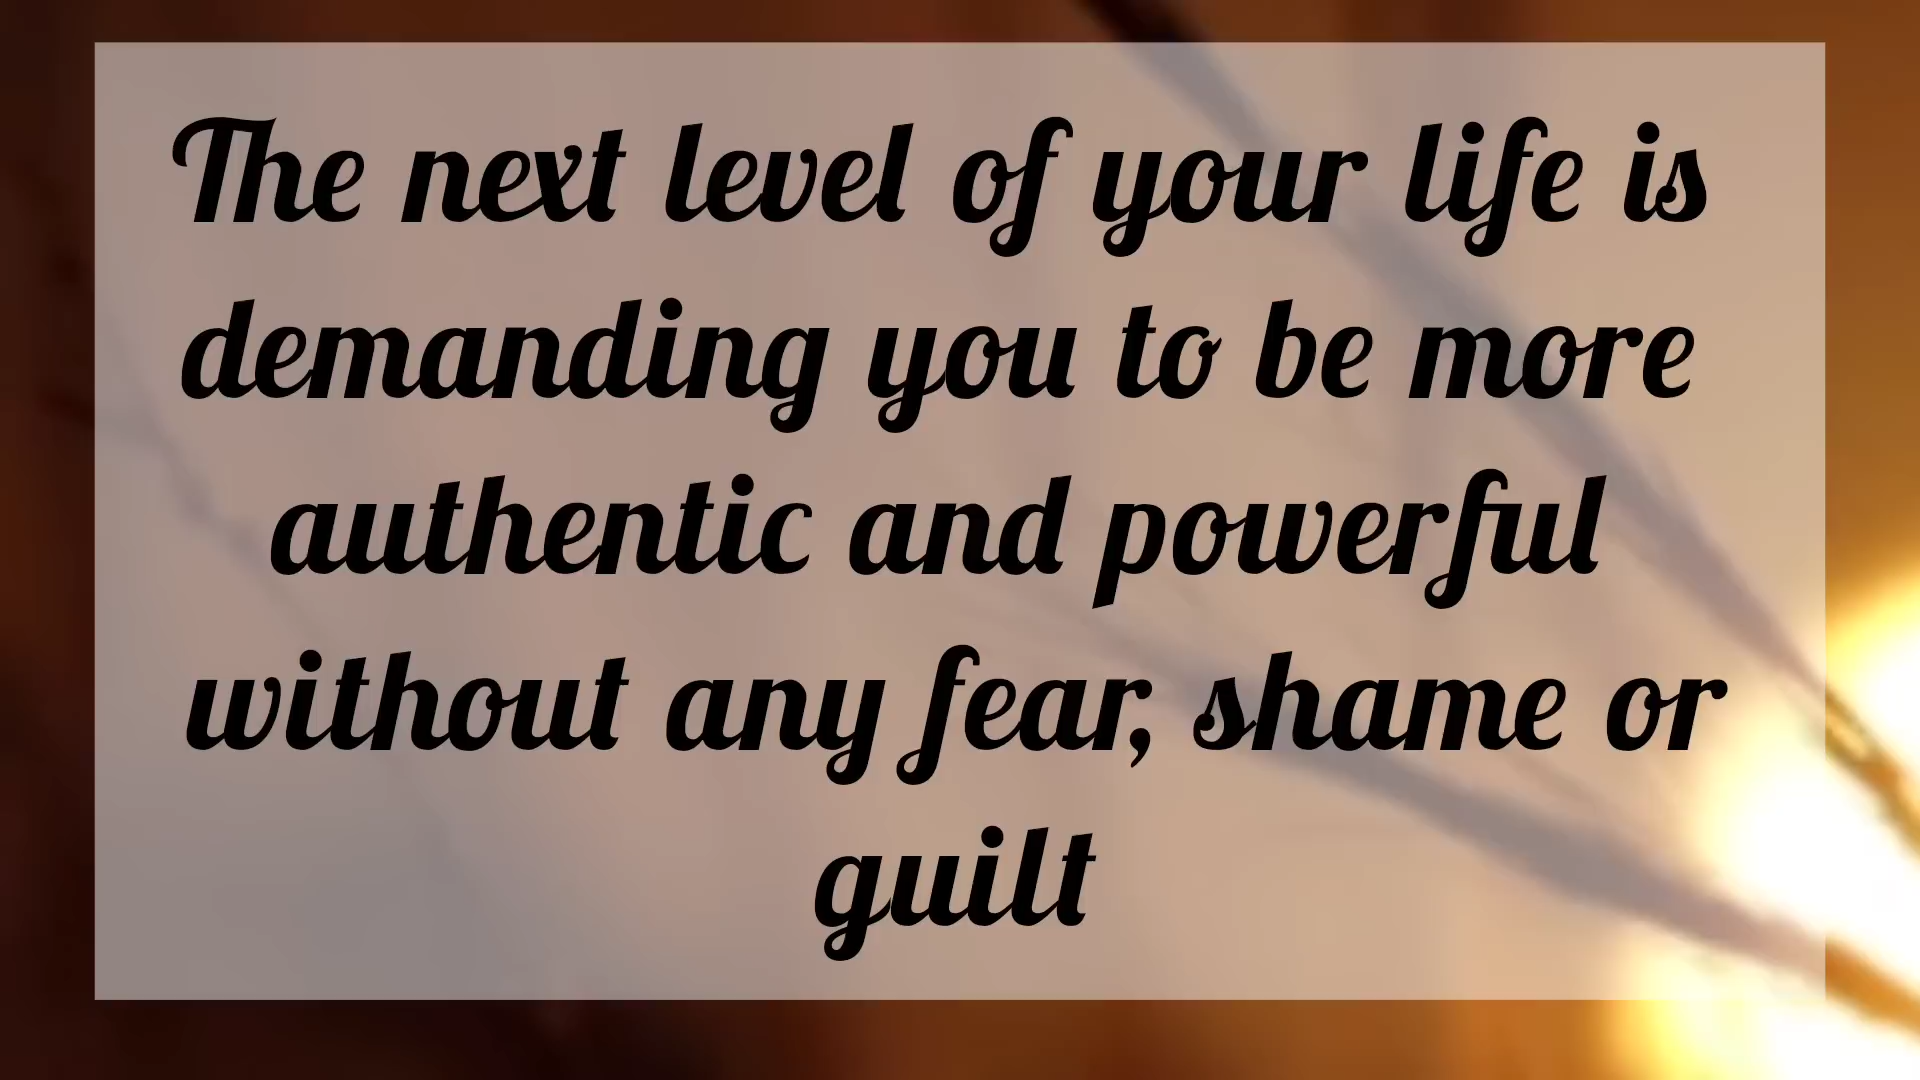 The next level of your life is
demanding you to be more
authentic and powerful
without any fear, shame or
guilt